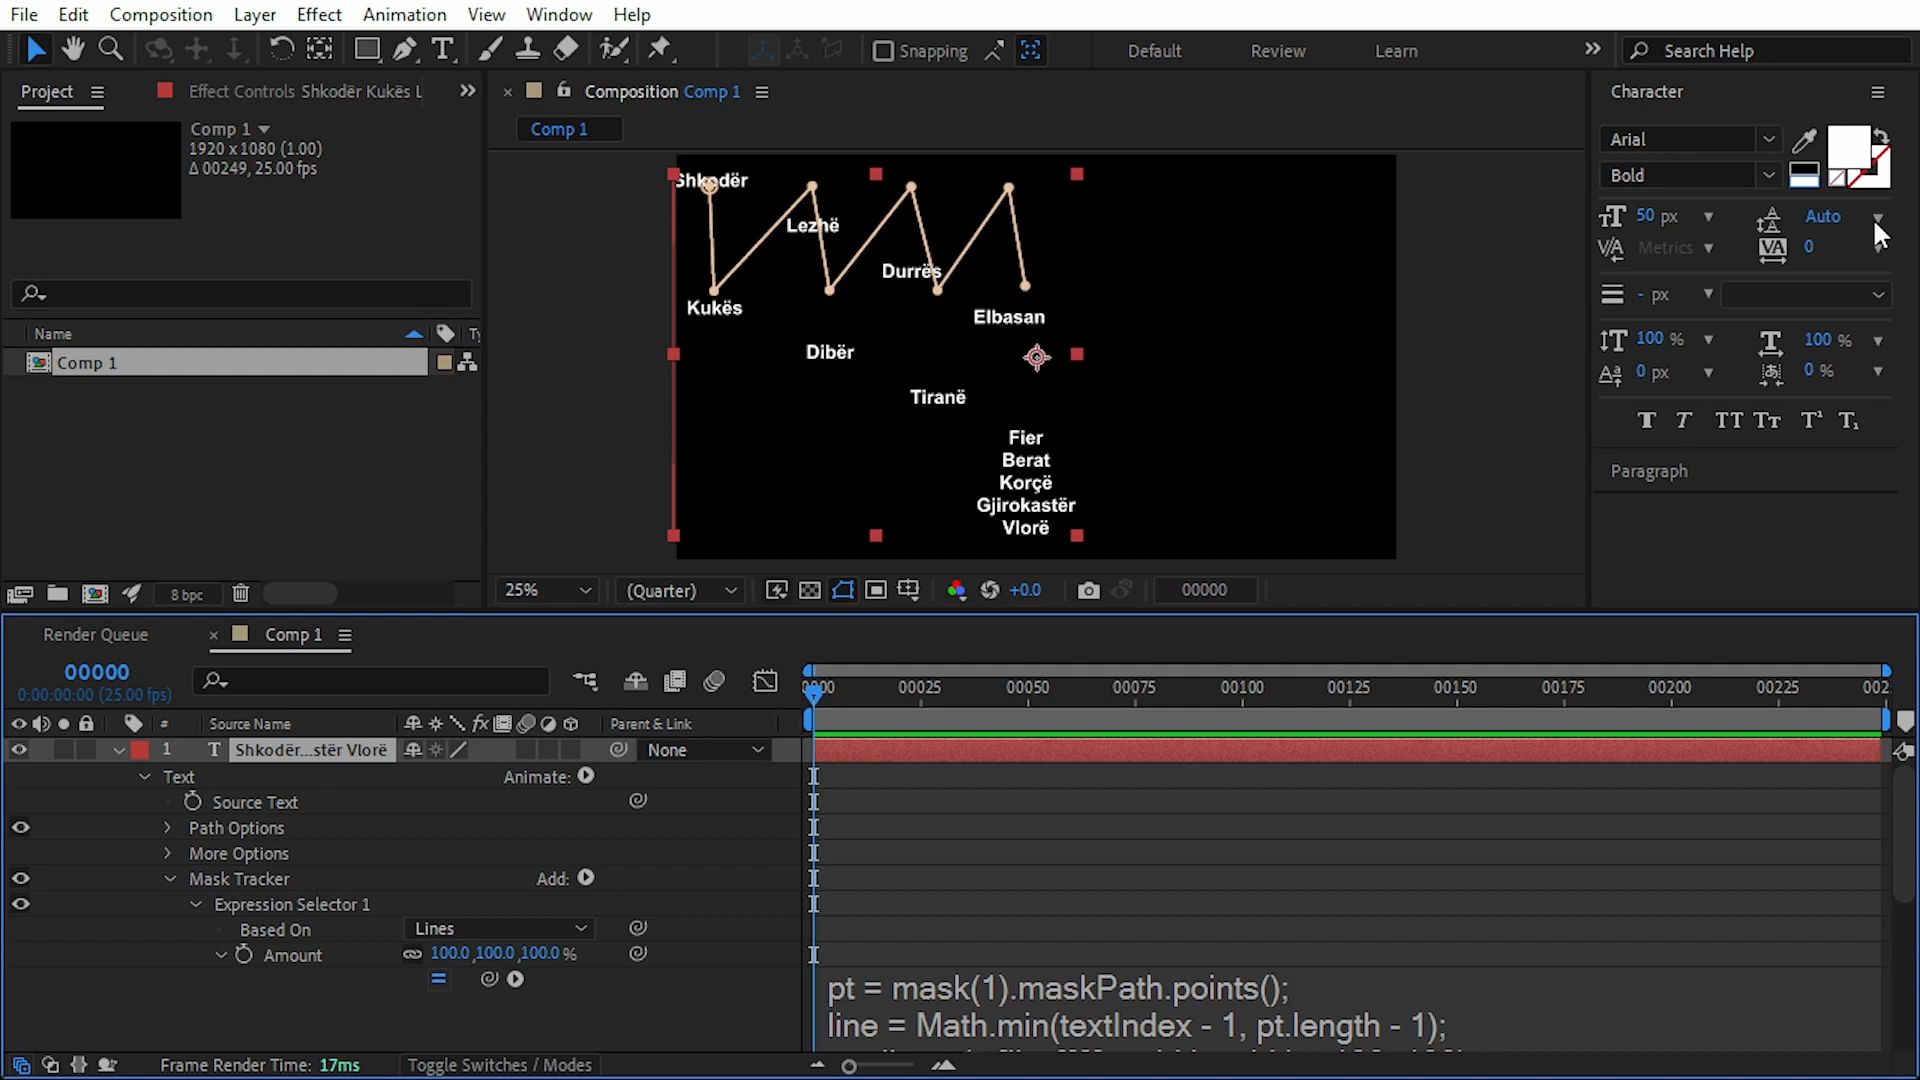 File Edit Composition Layer Effect Animation View Window Help
Snapping Default Review Learn Search Help
Project Effect Controls Shkodër Kukës L
Composition Comp 1
Character
Comp 1
1920 x 1080 (1.00)
Δ 00249, 25.00 fps
Comp 1
Arial
Bold
50 px Auto
Metrics 0
- px
100 % 100 %
0 px 0 %
Paragraph
Name Ty
Comp 1
Shkodër
Lezhë
Durrës
Kukës
Elbasan
Dibër
Tiranë
Fier
Berat
Korçë
Gjirokastër
Vlorë
8 bpc
25% (Quarter) +0.0 00000
Render Queue Comp 1
00000
0:00:00:00 (25.00 fps)
00025 00050 00075 00100 00125 00150 00175 00200 00225
# Source Name fx Parent & Link
1 T Shkodër...stër Vlorë None
Text Animate:
Source Text
Path Options
More Options
Mask Tracker Add:
Expression Selector 1
Based On Lines
Amount 100.0,100.0,100.0 %
pt = mask(1).maskPath.points();
line = Math.min(textIndex - 1, pt.length - 1);
Frame Render Time: 17ms Toggle Switches / Modes